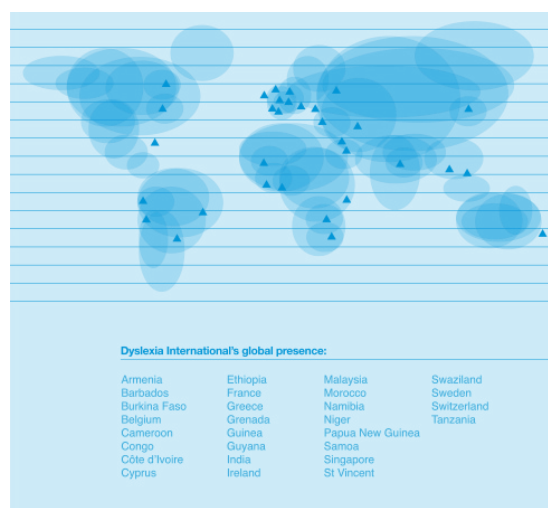 Dyslexia International's global presence:
Armenia
Barbados
Burkina Faso
Belgium
Cameroon
Congo
Côte d'Ivoire
Cyprus
Ethiopia
France
Greece
Grenada
Guinea
Guyana
India
Ireland
Malaysia
Morocco
Namibia
Niger
Papua New Guinea
Samoa
Singapore
St Vincent
Swaziland
Sweden
Switzerland
Tanzania